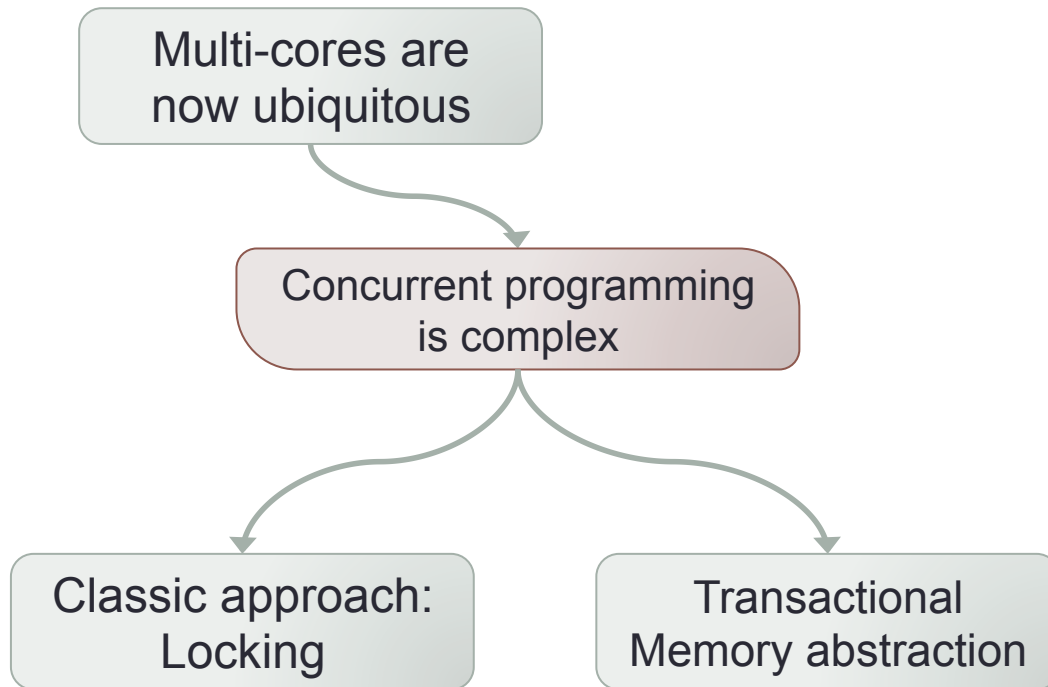 Multi-cores are
now ubiquitous
Concurrent programming
is complex
Classic approach:
Locking
Transactional
Memory abstraction